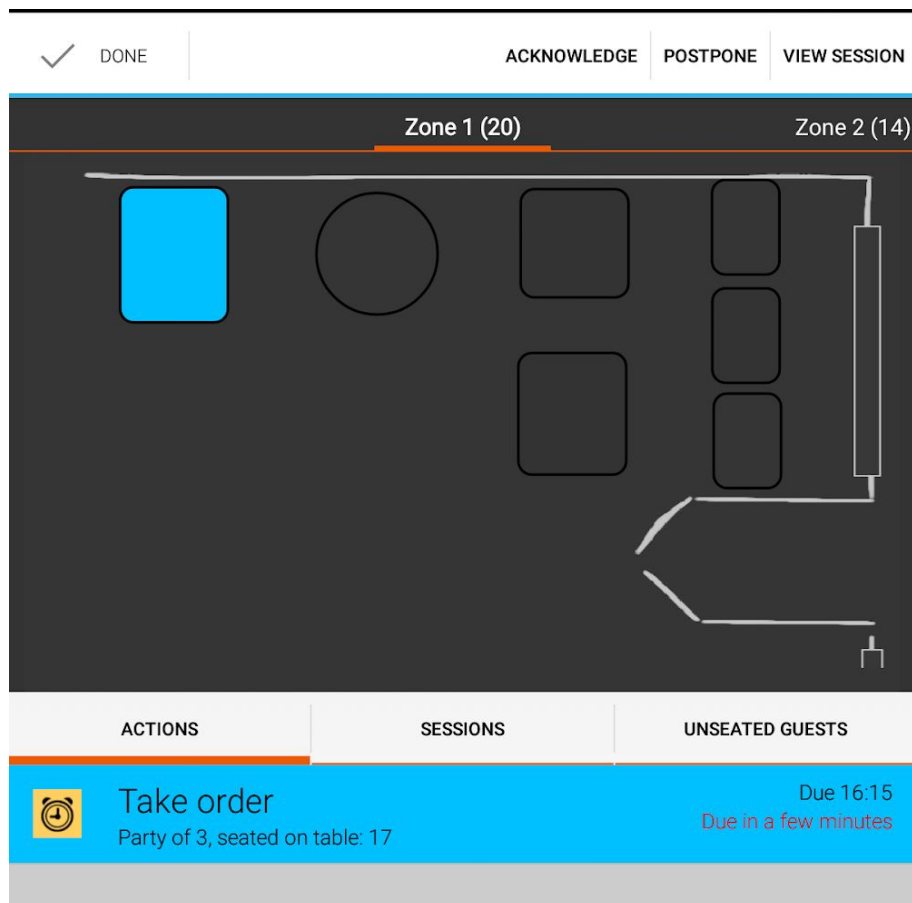 DONE
ACKNOWLEDGE
POSTPONE
VIEW SESSION
Zone 1 (20)
Zone 2 (14)
ACTIONS
SESSIONS
UNSEATED GUESTS
Take order
Due 16:15
Party of 3, seated on table: 17
Due in a few minutes